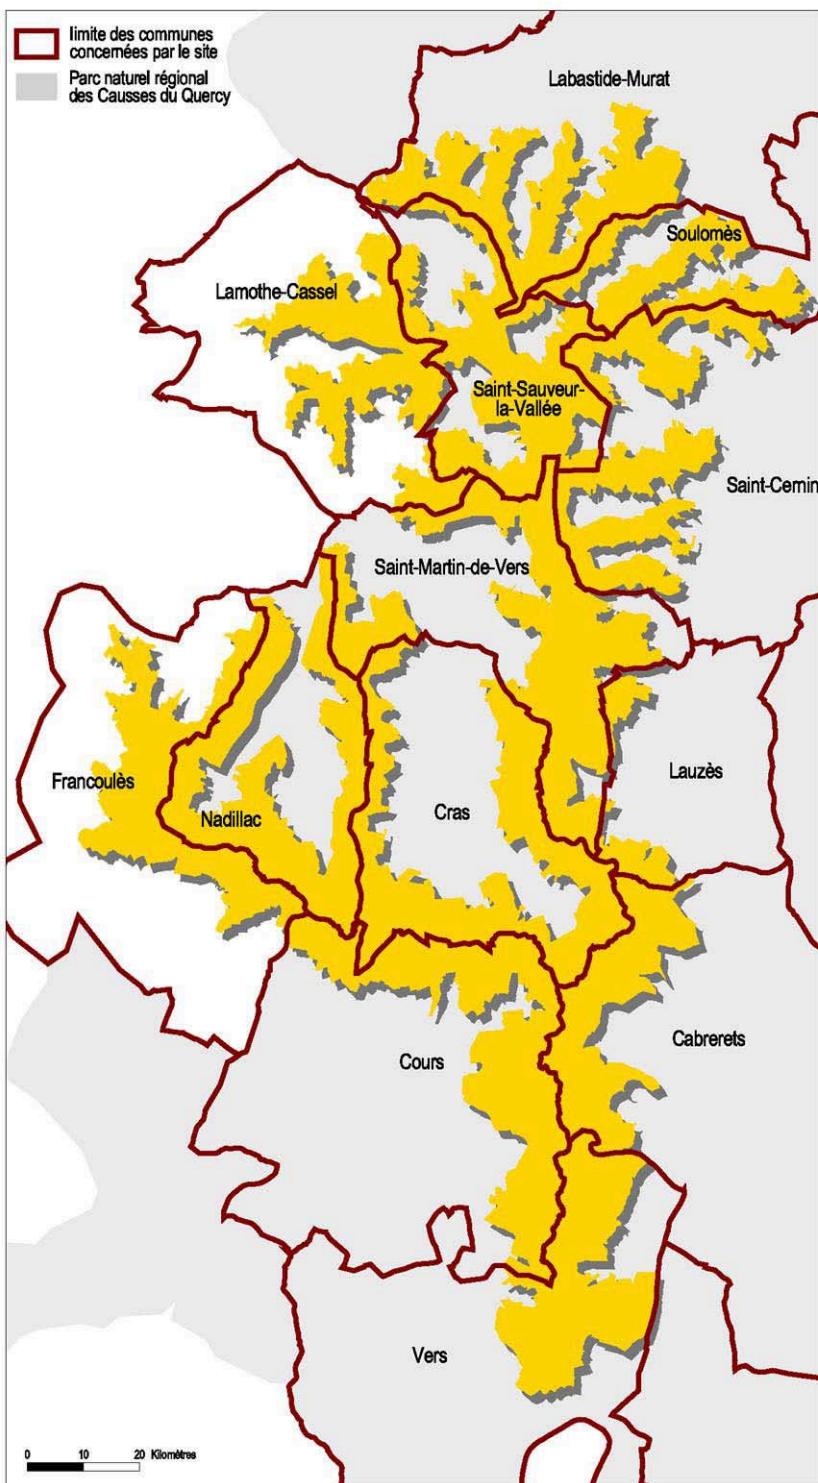 limite des communes
concernées par le site
Parc naturel régional
des Causses du Quercy
Labastide-Murat
Soulomès
Lamothe-Cassel
Saint-Sauveur-
la-Vallée
Saint-Cernin
Saint-Martin-de-Vers
Francoulès
Nadillac
Cras
Lauzès
Cours
Cabrerets
Vers
0 10 20 Kilomètres